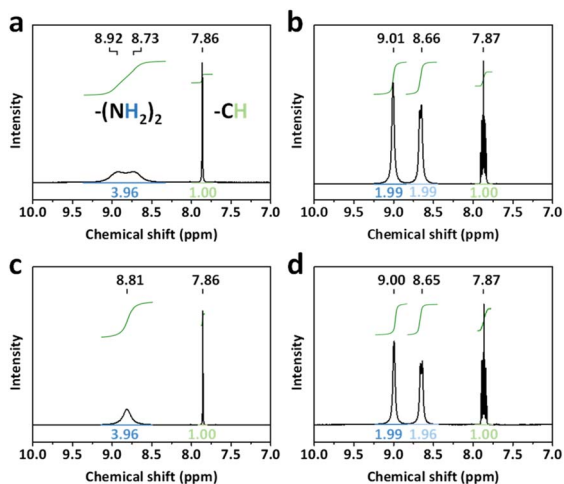 a
8.92 8.73 7.86
-(NH2)2 -CH
3.96 1.00
Intensity
10.0 9.5 9.0 8.5 8.0 7.5 7.0
Chemical shift (ppm)
b
9.01 8.66 7.87
1.99 1.99 1.00
Intensity
10.0 9.5 9.0 8.5 8.0 7.5 7.0
Chemical shift (ppm)
c
8.81 7.86
3.96 1.00
Intensity
10.0 9.5 9.0 8.5 8.0 7.5 7.0
Chemical shift (ppm)
d
9.00 8.65 7.87
1.99 1.96 1.00
Intensity
10.0 9.5 9.0 8.5 8.0 7.5 7.0
Chemical shift (ppm)